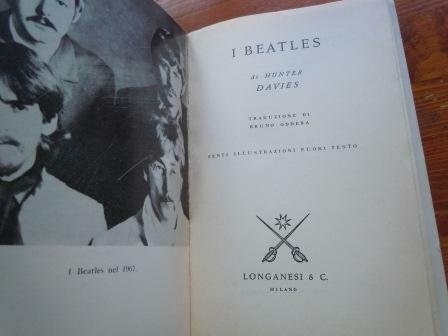 I Beatles nel 1967.
I BEATLES
di HUNTER
DAVIES
TRADUZIONE DI
BRUNO ODDERA
VENTI ILLUSTRAZIONI FUORI TESTO
LONGANESI & C.
MILANO